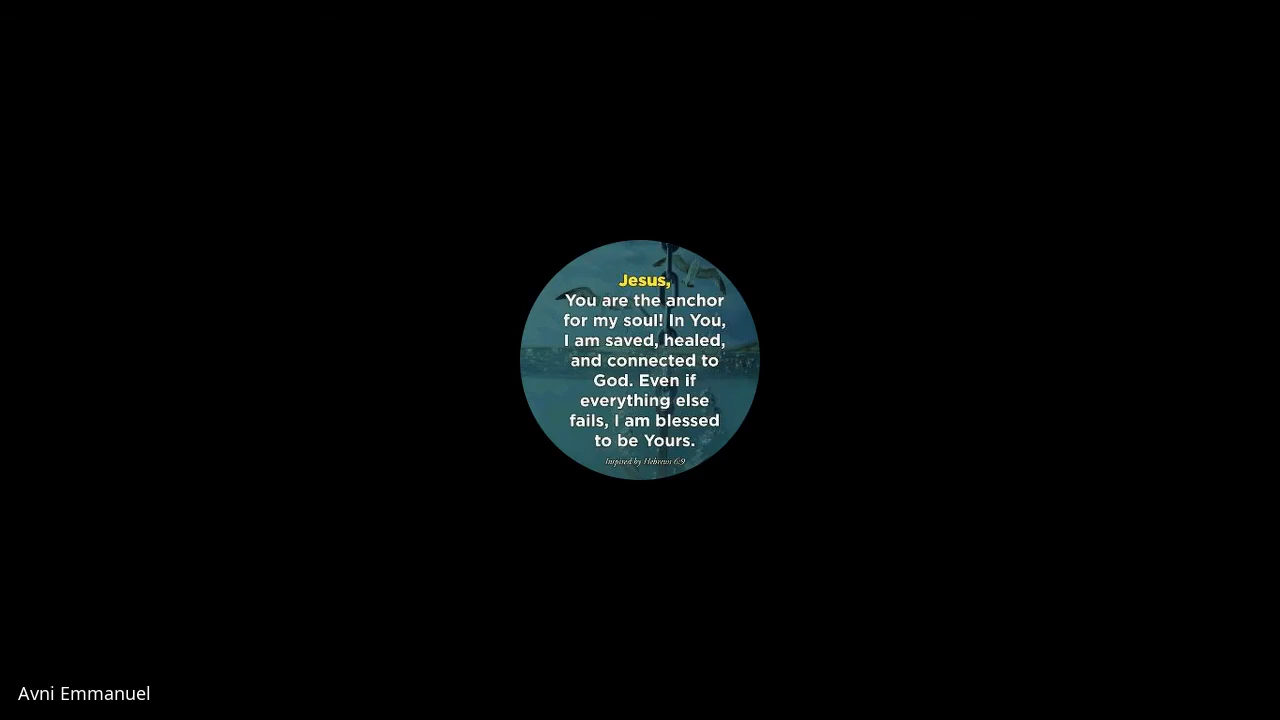 Jesus,
You are the anchor
for my soul! In You,
I am saved, healed,
and connected to
God. Even if
everything else
fails, I am blessed
to be Yours.
Inspired by Hebrews 6:9
Avni Emmanuel